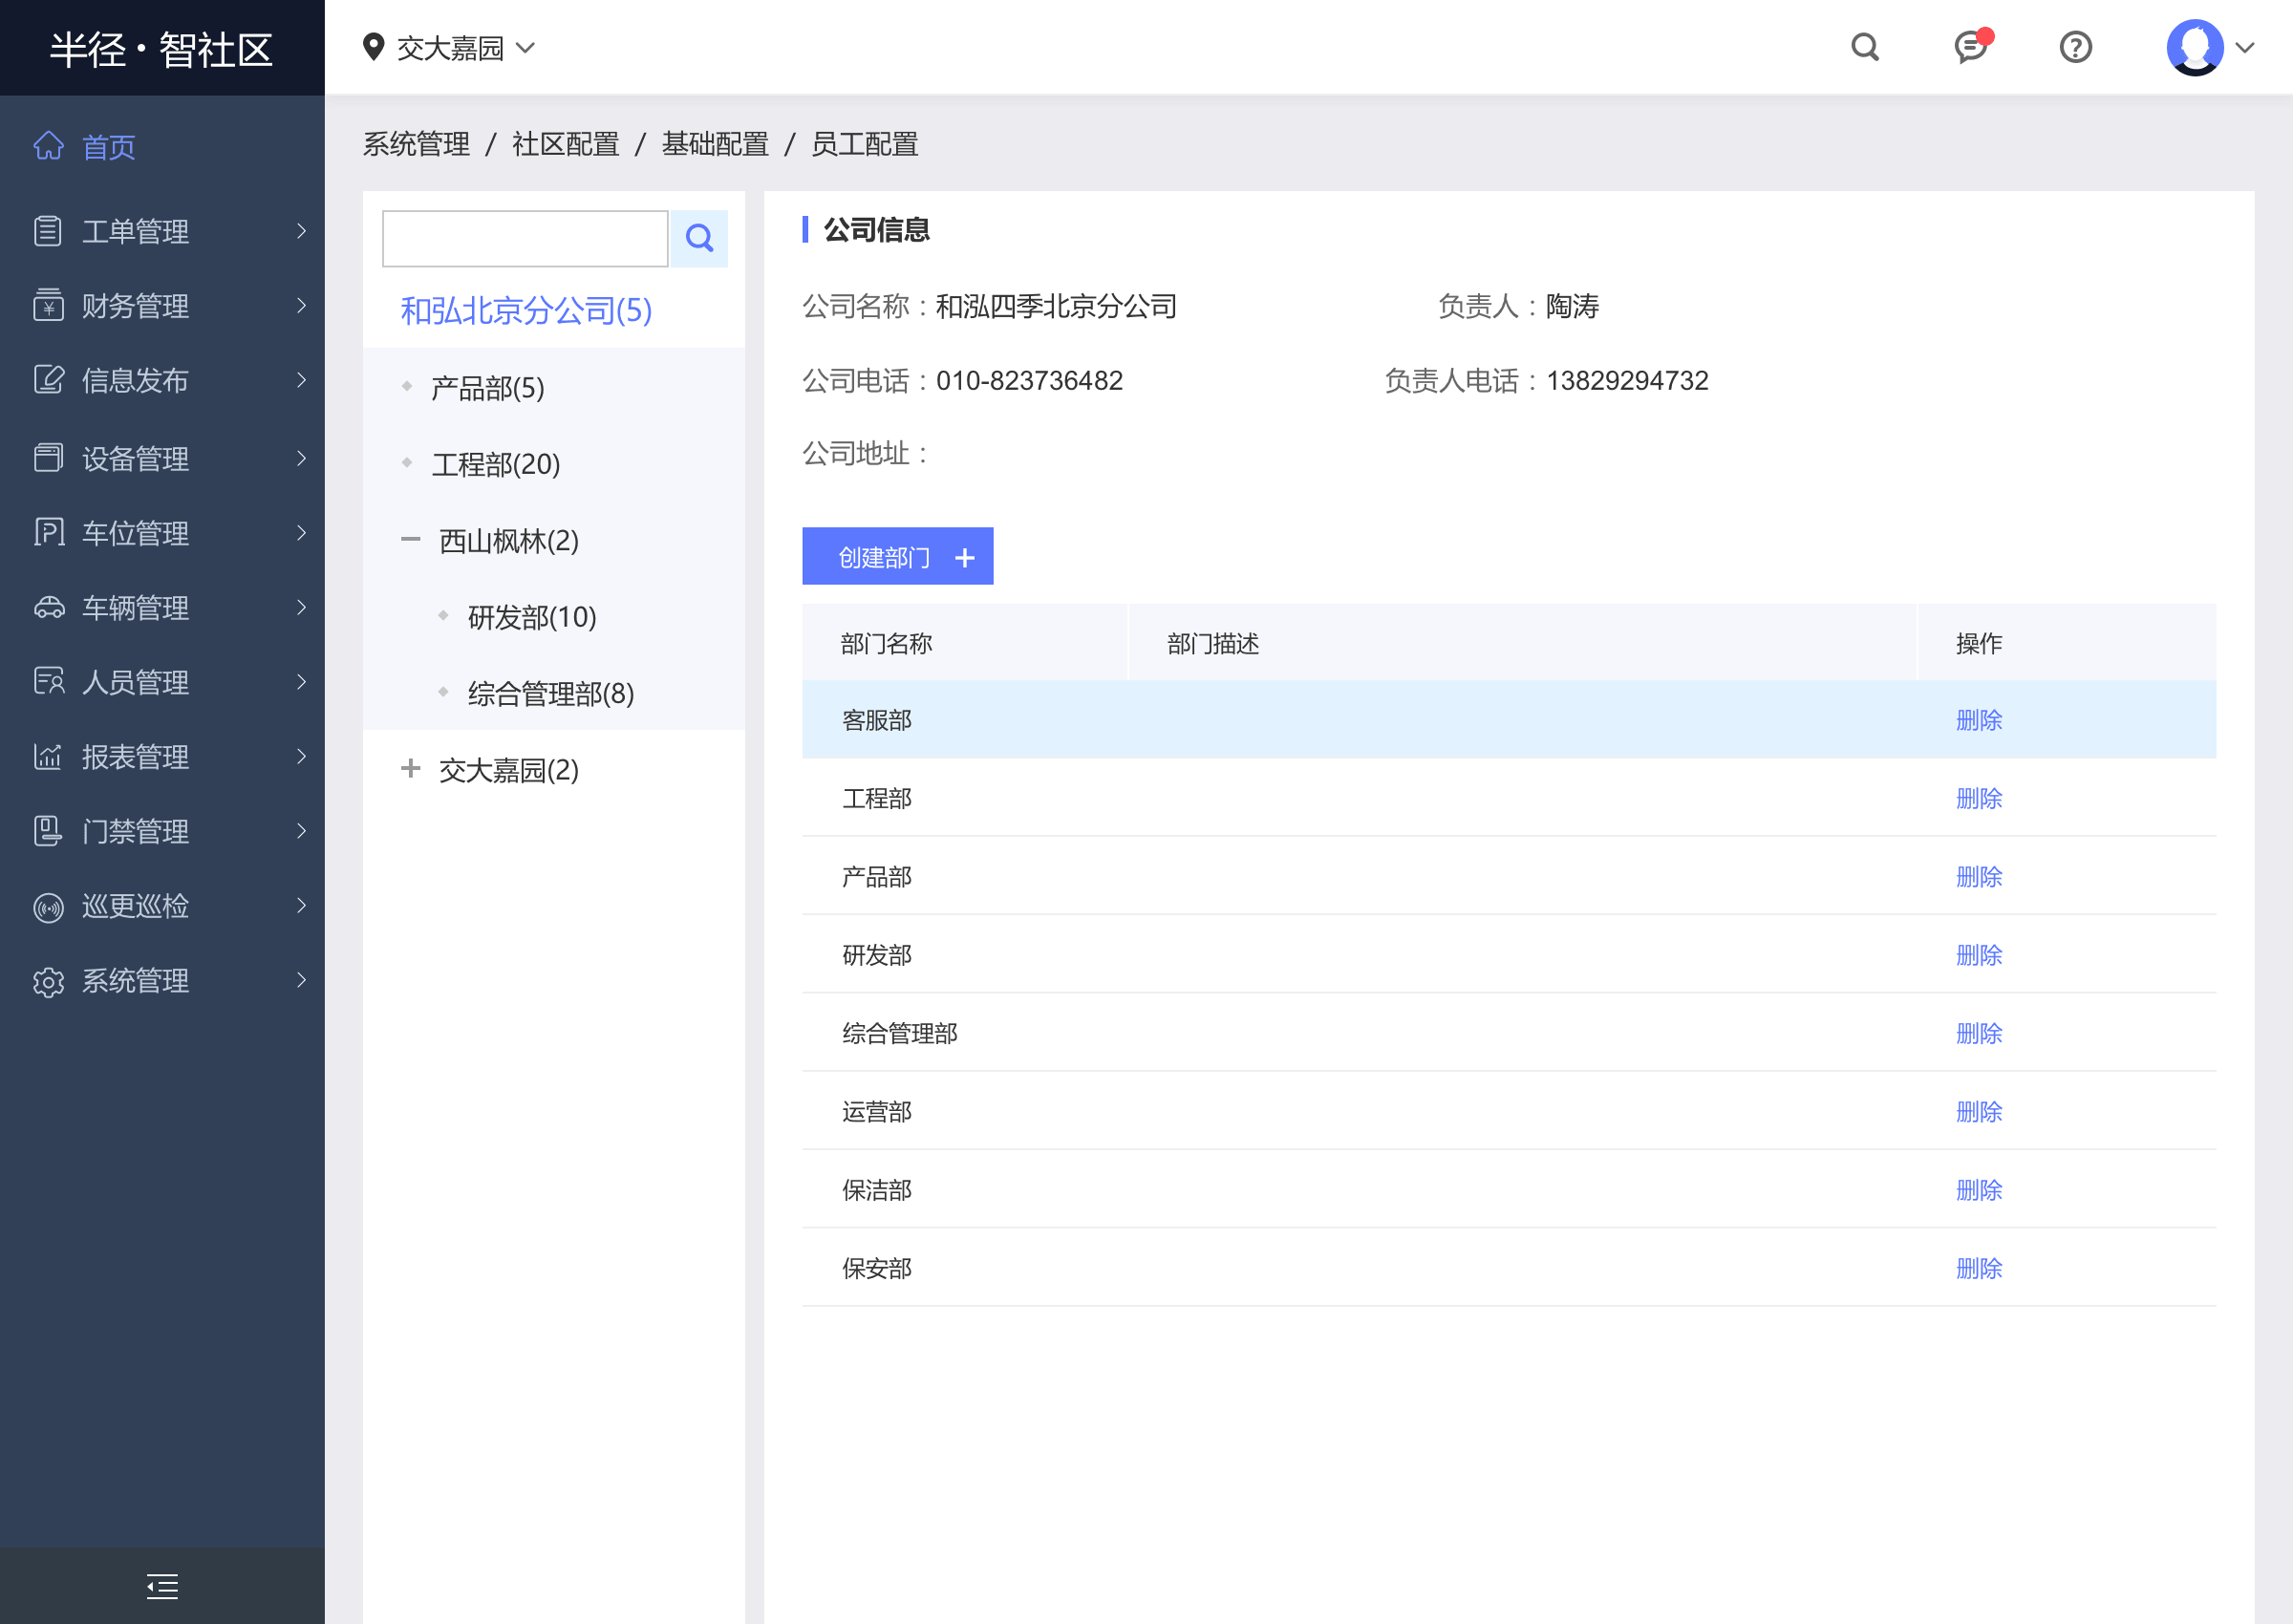 半径·智社区
交大嘉园
首页
工单管理
财务管理
信息发布
设备管理
车位管理
车辆管理
人员管理
报表管理
门禁管理
巡更巡检
系统管理
系统管理 / 社区配置 / 基础配置 / 员工配置
和弘北京分公司(5)
产品部(5)
工程部(20)
西山枫林(2)
研发部(10)
综合管理部(8)
交大嘉园(2)
公司信息
公司名称：和泓四季北京分公司 负责人：陶涛
公司电话：010-823736482 负责人电话：13829294732
公司地址：
创建部门 +
部门名称 部门描述 操作
客服部 删除
工程部 删除
产品部 删除
研发部 删除
综合管理部 删除
运营部 删除
保洁部 删除
保安部 删除